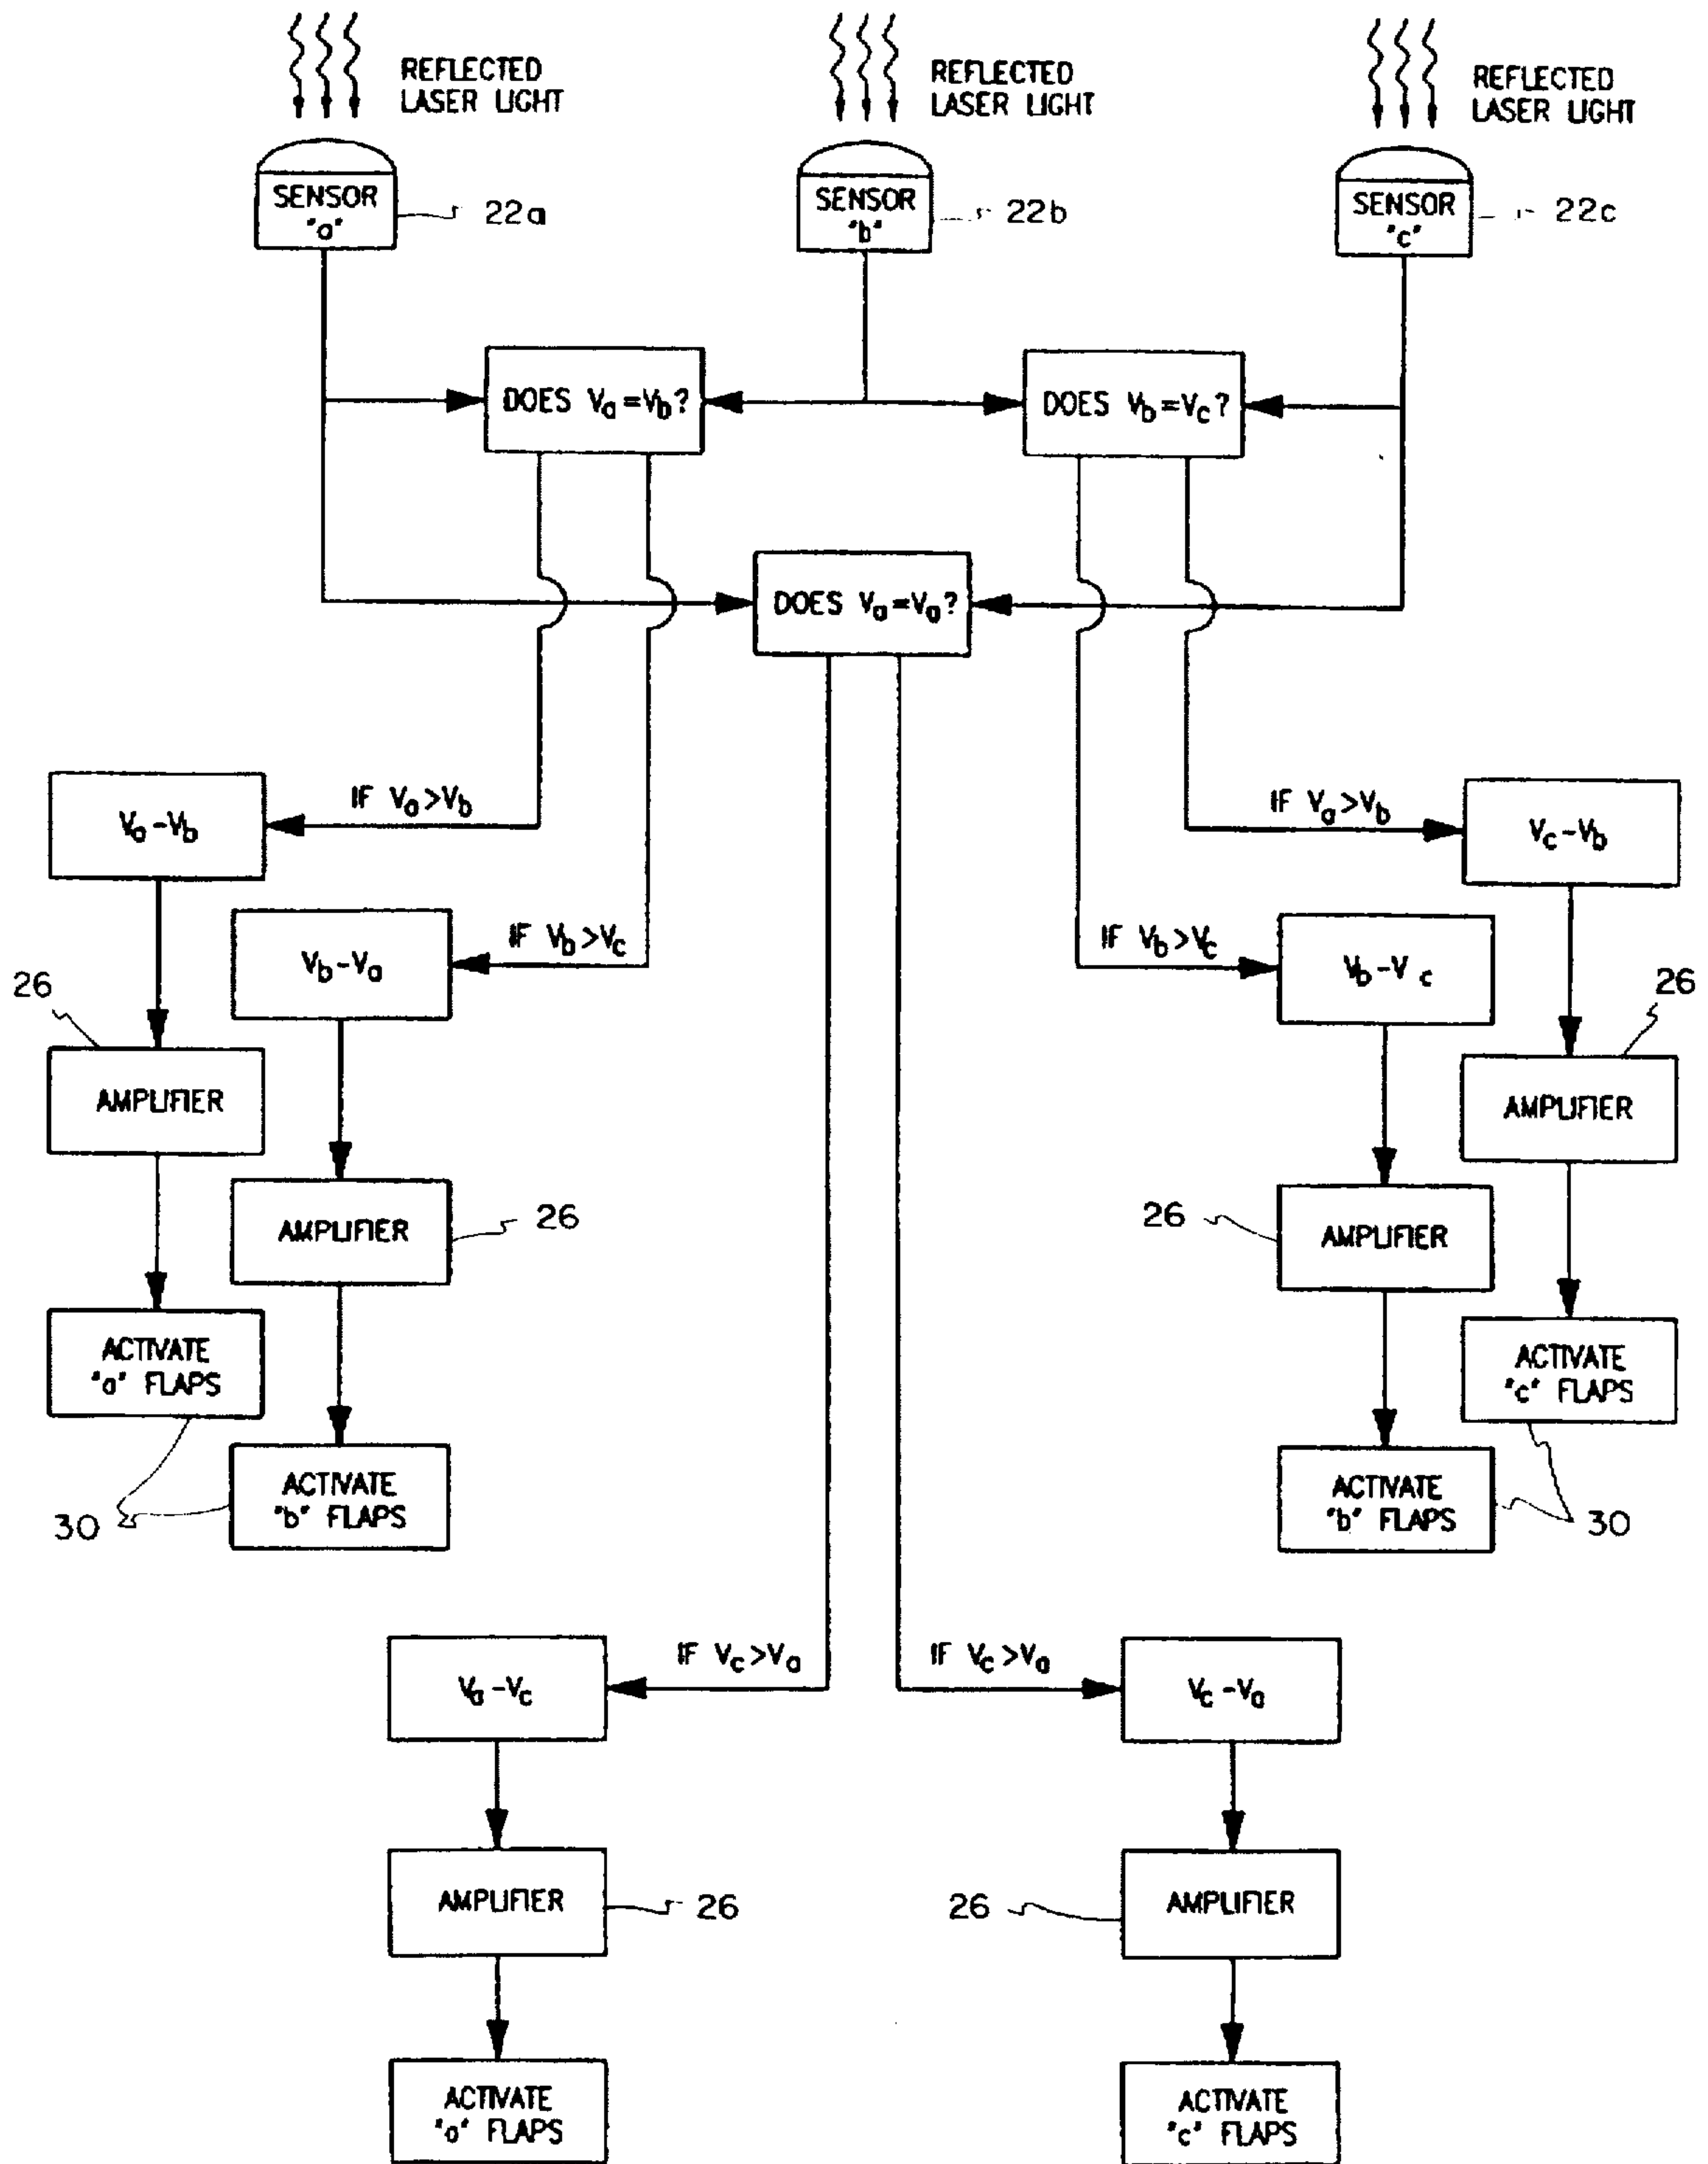 REFLECTED
LASER LIGHT
REFLECTED
LASER LIGHT
REFLECTED
LASER LIGHT
SENSOR
"a"
22a
SENSOR
"b"
22b
SENSOR
"c"
22c
DOES Va=Vb?
DOES Vb=Vc?
DOES Va=Va?
IF Va>Vb
Va-Vb
IF Va>Vb
Vc-Vb
IF Vb>Vc
Vb-Va
IF Vb>Vc
Vb-Vc
26
26
AMPLIFIER
AMPLIFIER
AMPLIFIER
26
26
AMPLIFIER
ACTIVATE
"a" FLAPS
ACTIVATE
"c" FLAPS
ACTIVATE
"b" FLAPS
30
ACTIVATE
"b" FLAPS
30
IF Vc>Va
Va-Vc
IF Vc>Va
Vc-Va
AMPLIFIER
26
26
AMPLIFIER
ACTIVATE
"a" FLAPS
ACTIVATE
"c" FLAPS